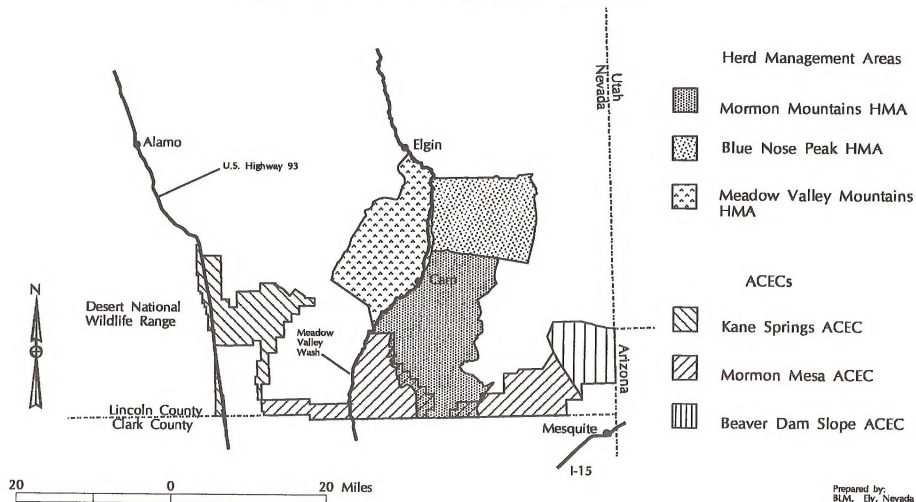 Alamo
U.S. Highway 93
Elgin
Utah
Nevada
Carp
N
Desert National
Wildlife Range
Meadow
Valley
Wash
Arizona
Lincoln County
Clark County
Mesquite
I-15
20 0 20 Miles
Herd Management Areas
Mormon Mountains HMA
Blue Nose Peak HMA
Meadow Valley Mountains
HMA
ACECs
Kane Springs ACEC
Mormon Mesa ACEC
Beaver Dam Slope ACEC
Prepared by:
BLM, Ely, Nevada